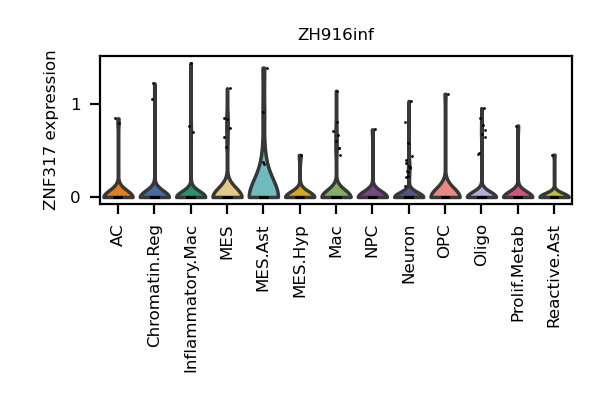 ZH916inf
ZNF317 expression
1
0
AC
Chromatin.Reg
Inflammatory.Mac
MES
MES.Ast
MES.Hyp
Mac
NPC
Neuron
OPC
Oligo
Prolif.Metab
Reactive.Ast